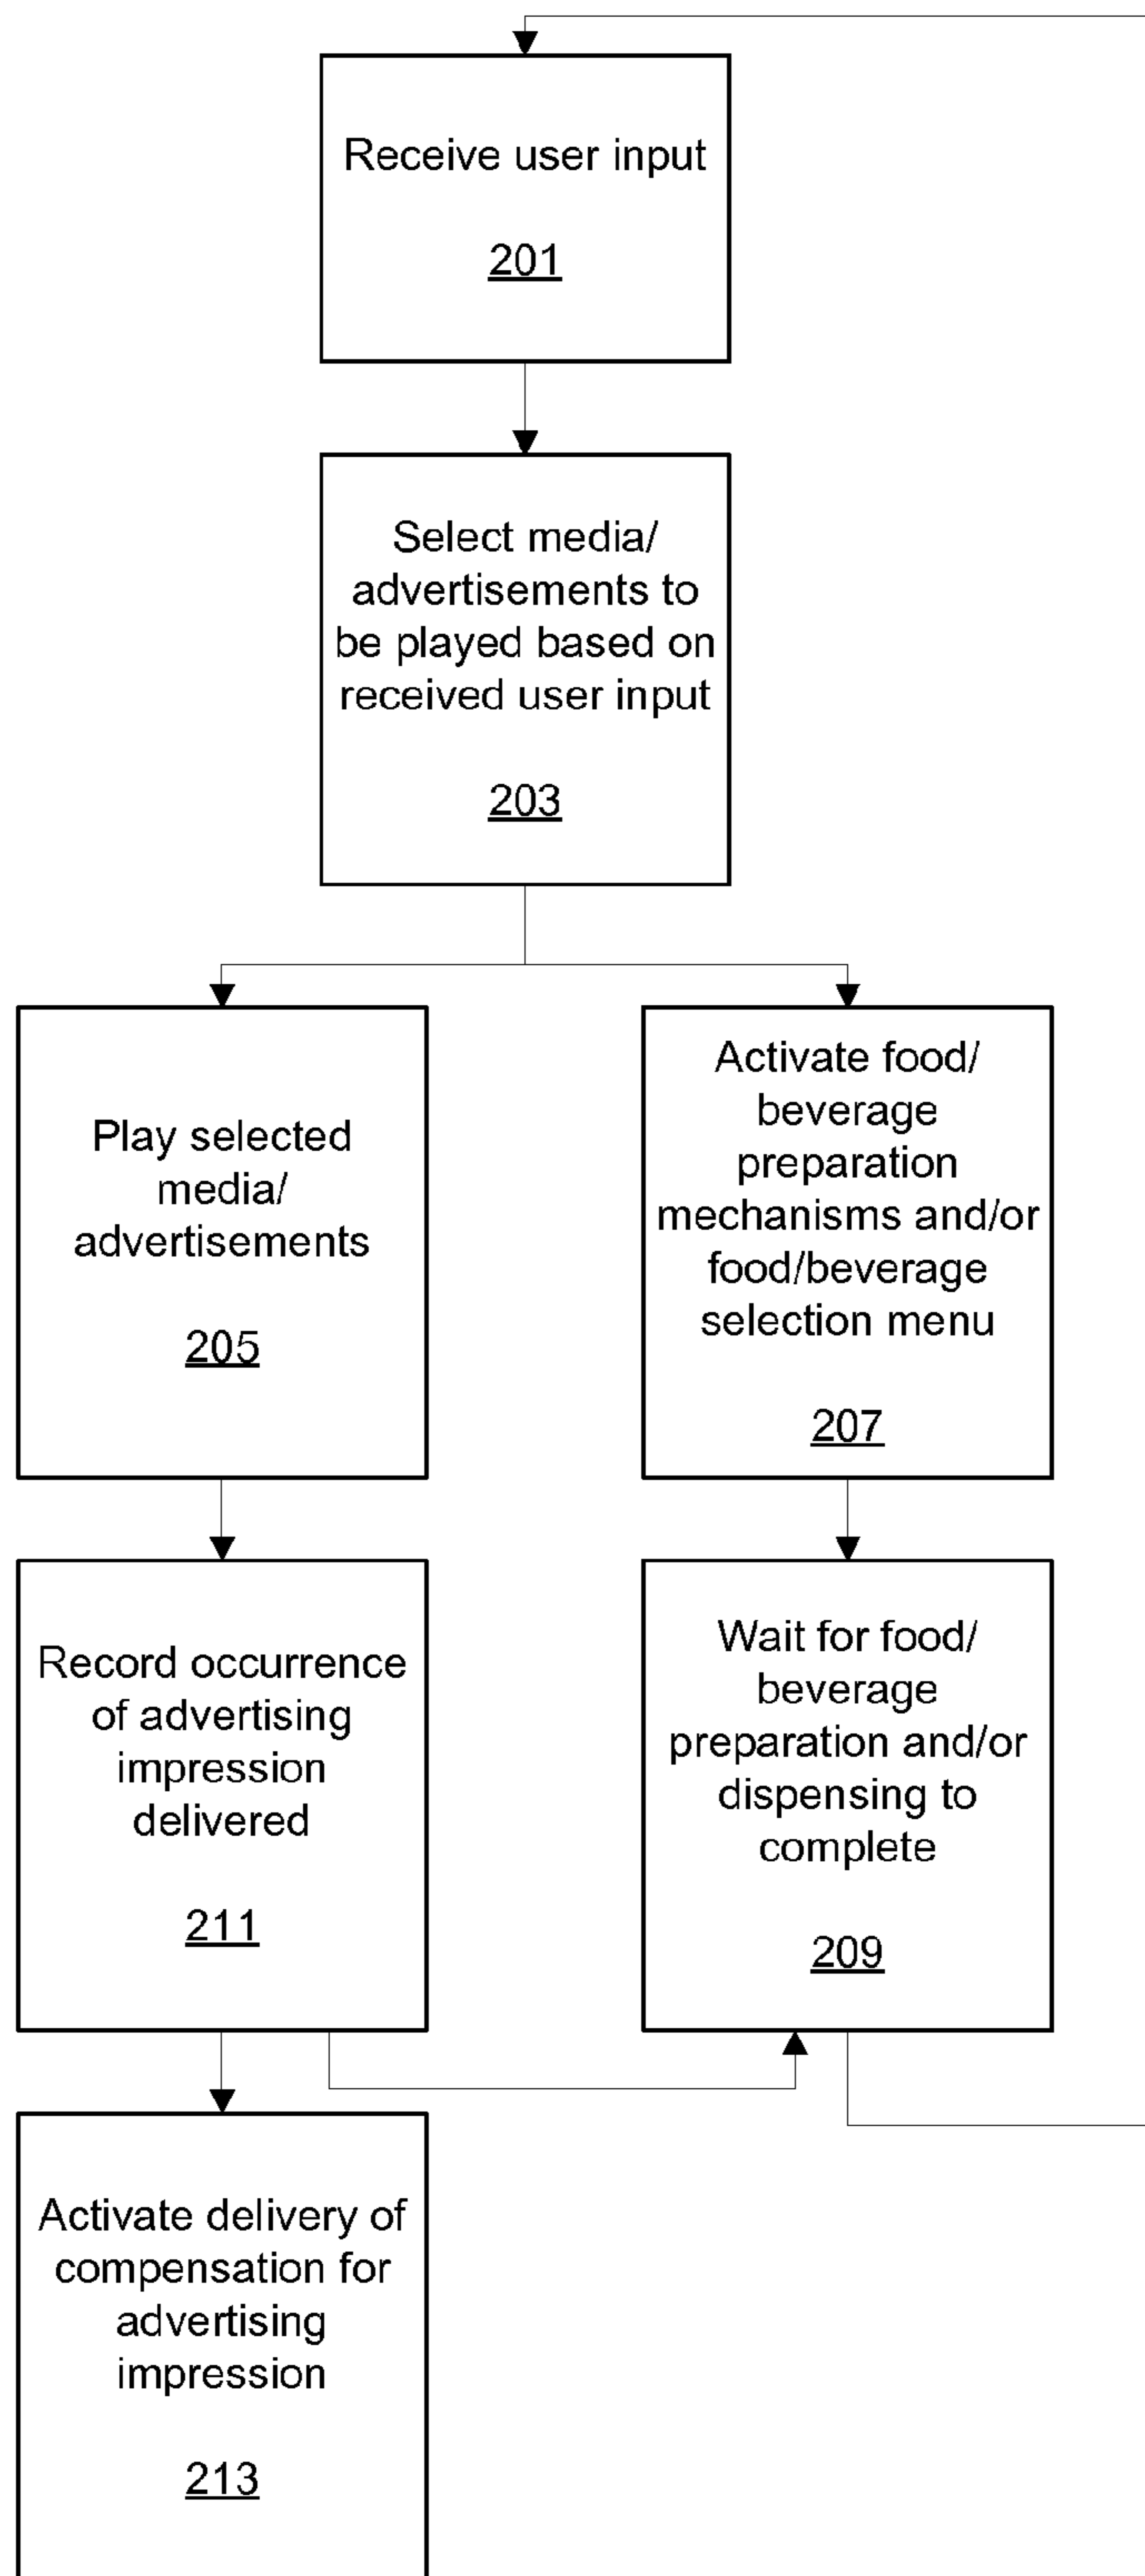 Receive user input
201
Select media/
advertisements to
be played based on
received user input
203
Play selected
media/
advertisements
205
Activate food/
beverage
preparation
mechanisms and/or
food/beverage
selection menu
207
Record occurrence
of advertising
impression
delivered
211
Wait for food/
beverage
preparation and/or
dispensing to
complete
209
Activate delivery of
compensation for
advertising
impression
213